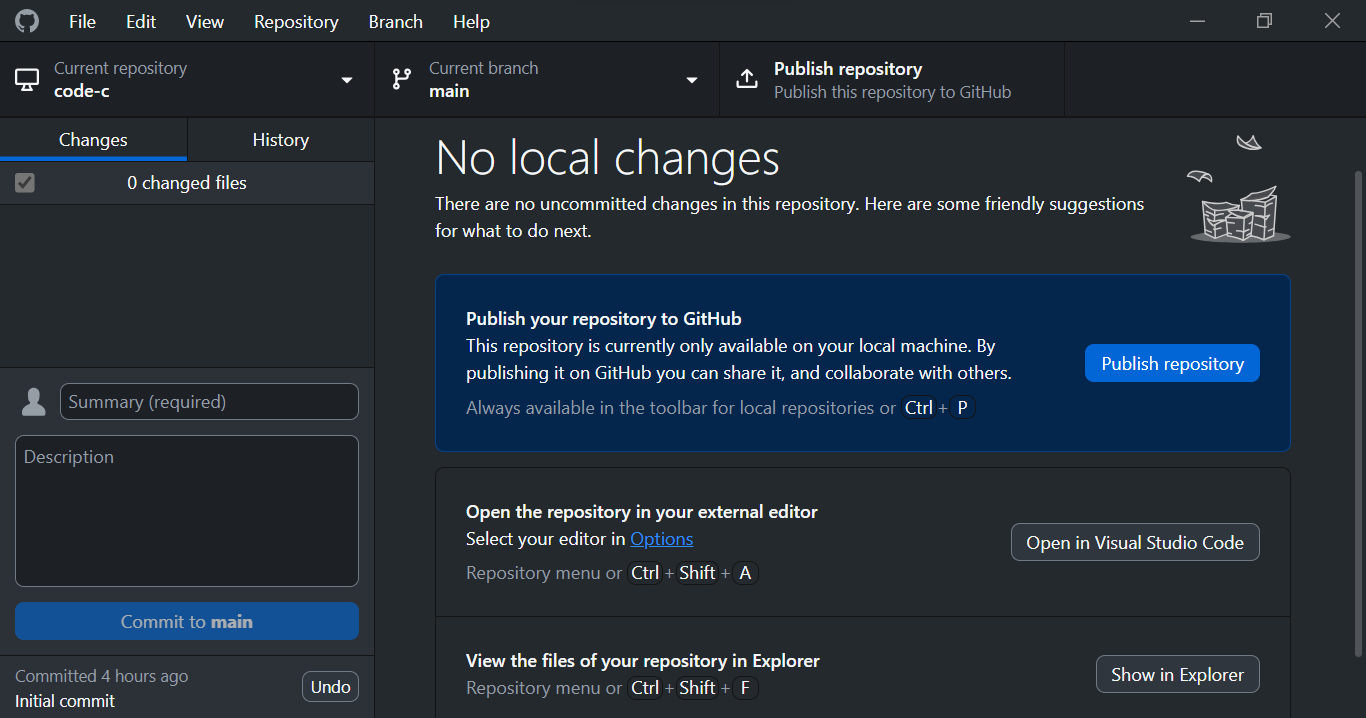 File Edit View Repository Branch Help
Current repository
code-c
Current branch
main
Publish repository
Publish this repository to GitHub
Changes History
0 changed files
Summary (required)
Description
Commit to main
Committed 4 hours ago
Initial commit
Undo
No local changes
There are no uncommitted changes in this repository. Here are some friendly suggestions
for what to do next.
Publish your repository to GitHub
This repository is currently only available on your local machine. By
publishing it on GitHub you can share it, and collaborate with others.
Always available in the toolbar for local repositories or Ctrl + P
Publish repository
Open the repository in your external editor
Select your editor in Options
Repository menu or Ctrl + Shift + A
Open in Visual Studio Code
View the files of your repository in Explorer
Repository menu or Ctrl + Shift + F
Show in Explorer